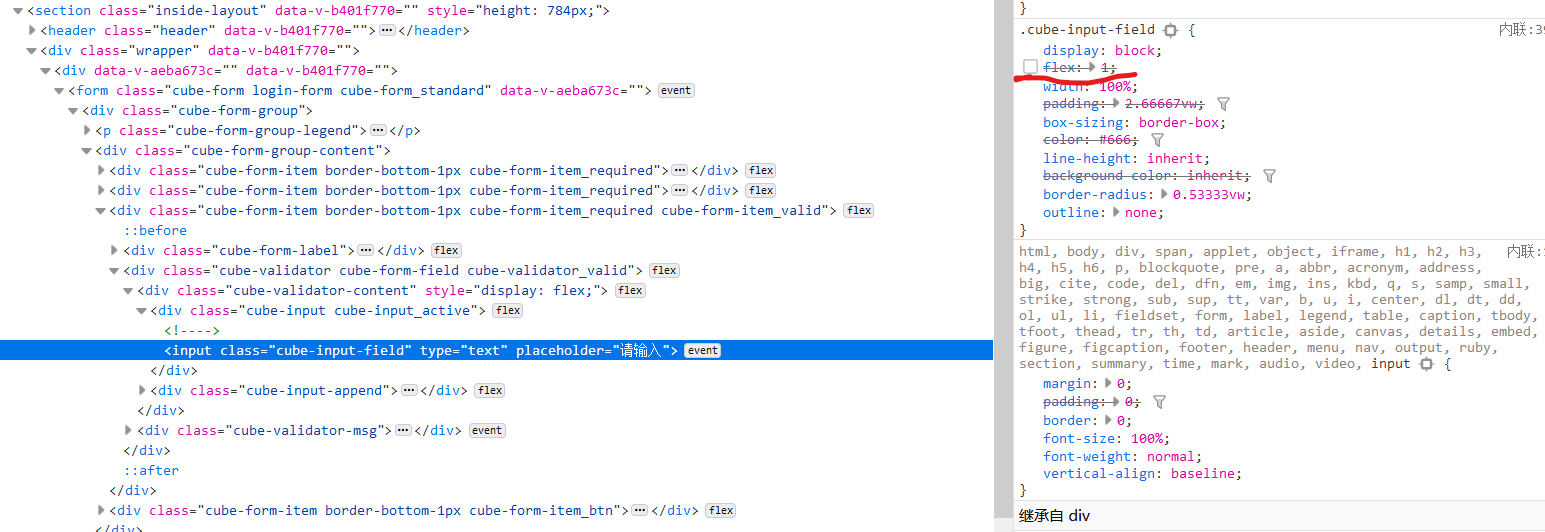 <section class="inside-layout" data-v-b401f770="" style="height: 784px;">
<header class="header" data-v-b401f770=""> ⋯ </header>
<div class="wrapper" data-v-b401f770="">
<div data-v-aeba673c="" data-v-b401f770="">
<form class="cube-form login-form cube-form_standard" data-v-aeba673c=""> event
<div class="cube-form-group">
<p class="cube-form-group-legend"> ⋯ </p>
<div class="cube-form-group-content">
<div class="cube-form-item border-bottom-1px cube-form-item_required"> ⋯ </div> flex
<div class="cube-form-item border-bottom-1px cube-form-item_required"> ⋯ </div> flex
<div class="cube-form-item border-bottom-1px cube-form-item_required cube-form-item_valid"> flex
::before
<div class="cube-form-label"> ⋯ </div> flex
<div class="cube-validator cube-form-field cube-validator_valid"> flex
<div class="cube-validator-content" style="display: flex;"> flex
<div class="cube-input cube-input_active"> flex
<!---->
<input class="cube-input-field" type="text" placeholder="请输入"> event
</div>
<div class="cube-input-append"> ⋯ </div> flex
</div>
<div class="cube-validator-msg"> ⋯ </div> event
</div>
::after
</div>
<div class="cube-form-item border-bottom-1px cube-form-item_btn"> ⋯ </div> flex
</div>
}
.cube-input-field { 内联:39
display: block;
flex: 1;
width: 100%;
padding: 2.66667vw;
box-sizing: border-box;
color: #666;
line-height: inherit;
background-color: inherit;
border-radius: 0.53333vw;
outline: none;
}
html, body, div, span, applet, object, iframe, h1, h2, h3, 内联:
h4, h5, h6, p, blockquote, pre, a, abbr, acronym, address,
big, cite, code, del, dfn, em, img, ins, kbd, q, s, samp, small,
strike, strong, sub, sup, tt, var, b, u, i, center, dl, dt, dd,
ol, ul, li, fieldset, form, label, legend, table, caption, tbody,
tfoot, thead, tr, th, td, article, aside, canvas, details, embed,
figure, figcaption, footer, header, menu, nav, output, ruby,
section, summary, time, mark, audio, video, input {
margin: 0;
padding: 0;
border: 0;
font-size: 100%;
font-weight: normal;
vertical-align: baseline;
}
继承自 div